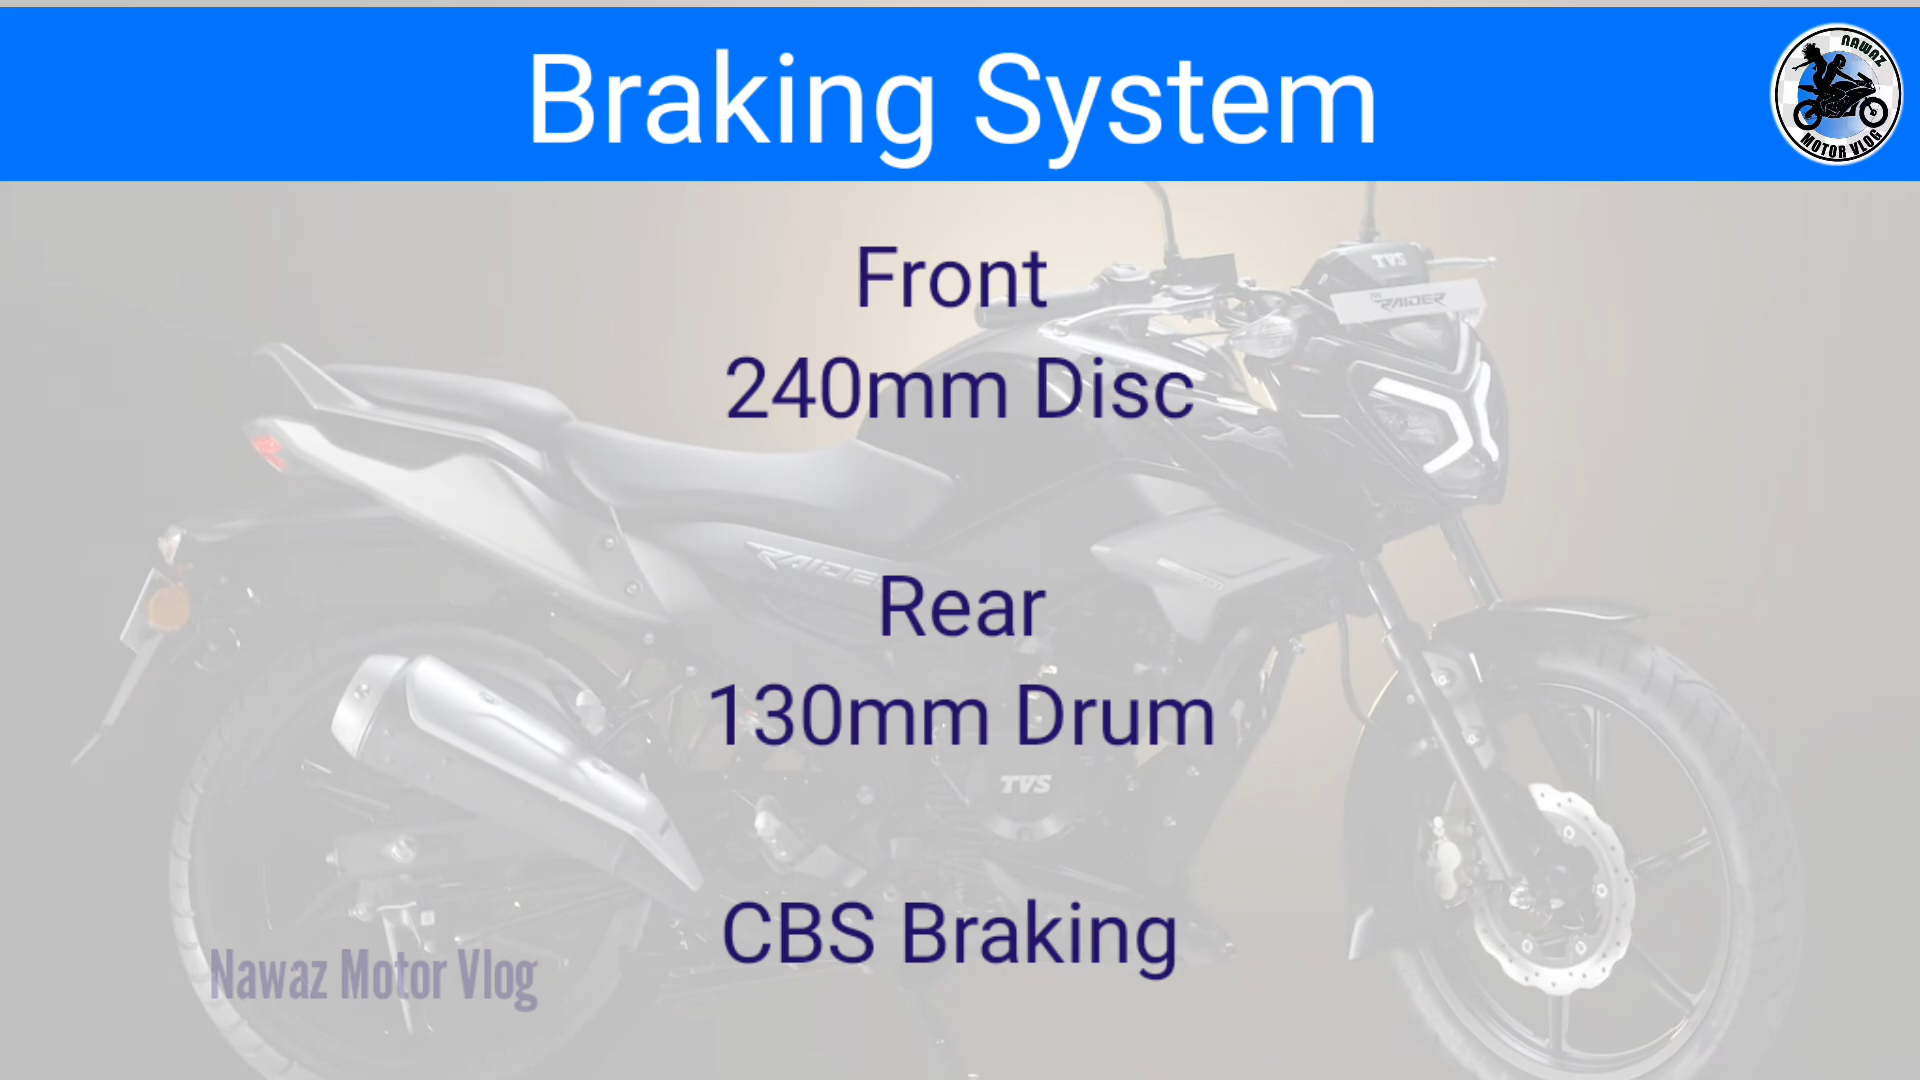 Braking System
NAWAZ
MOTOR VLOG
Front
240mm Disc
TVS
RAIDER
Rear
RAIDER
130mm Drum
TVS
CBS Braking
Nawaz Motor Vlog